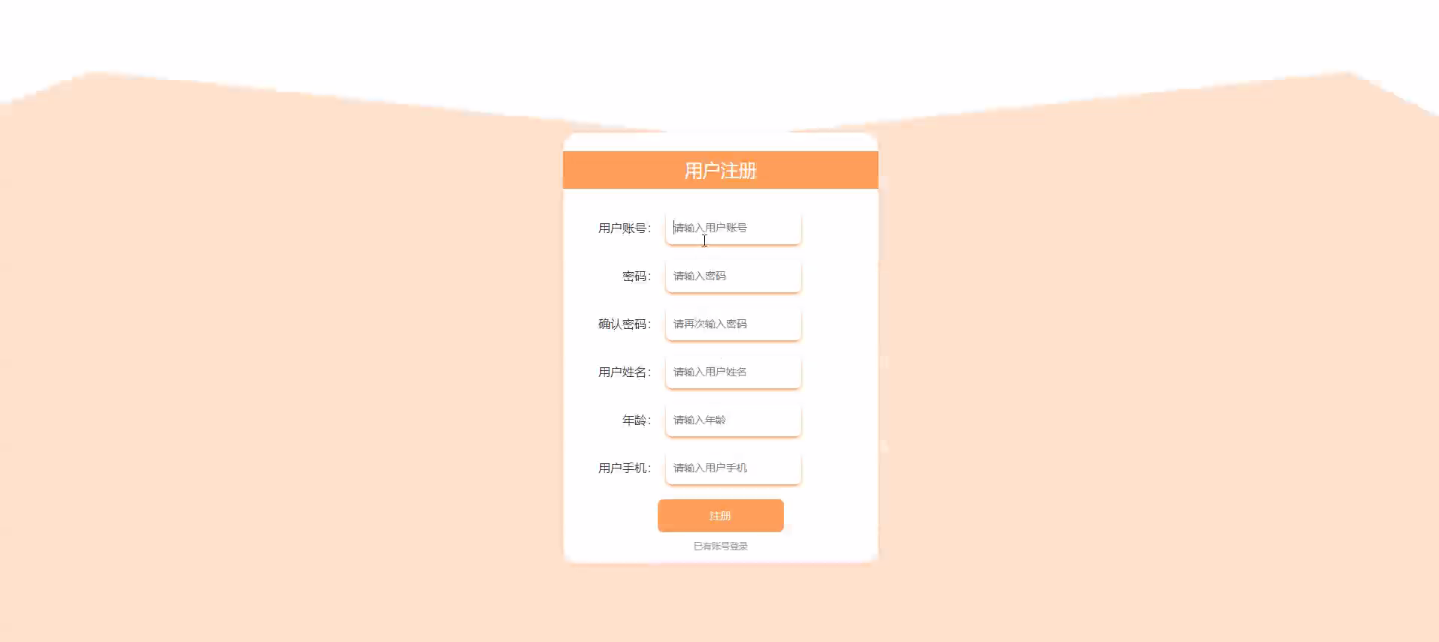 用户注册
用户账号： 请输入用户账号
密码： 请输入密码
确认密码： 请再次输入密码
用户姓名： 请输入用户姓名
年龄： 请输入年龄
用户手机： 请输入用户手机
注册
已有账号登录